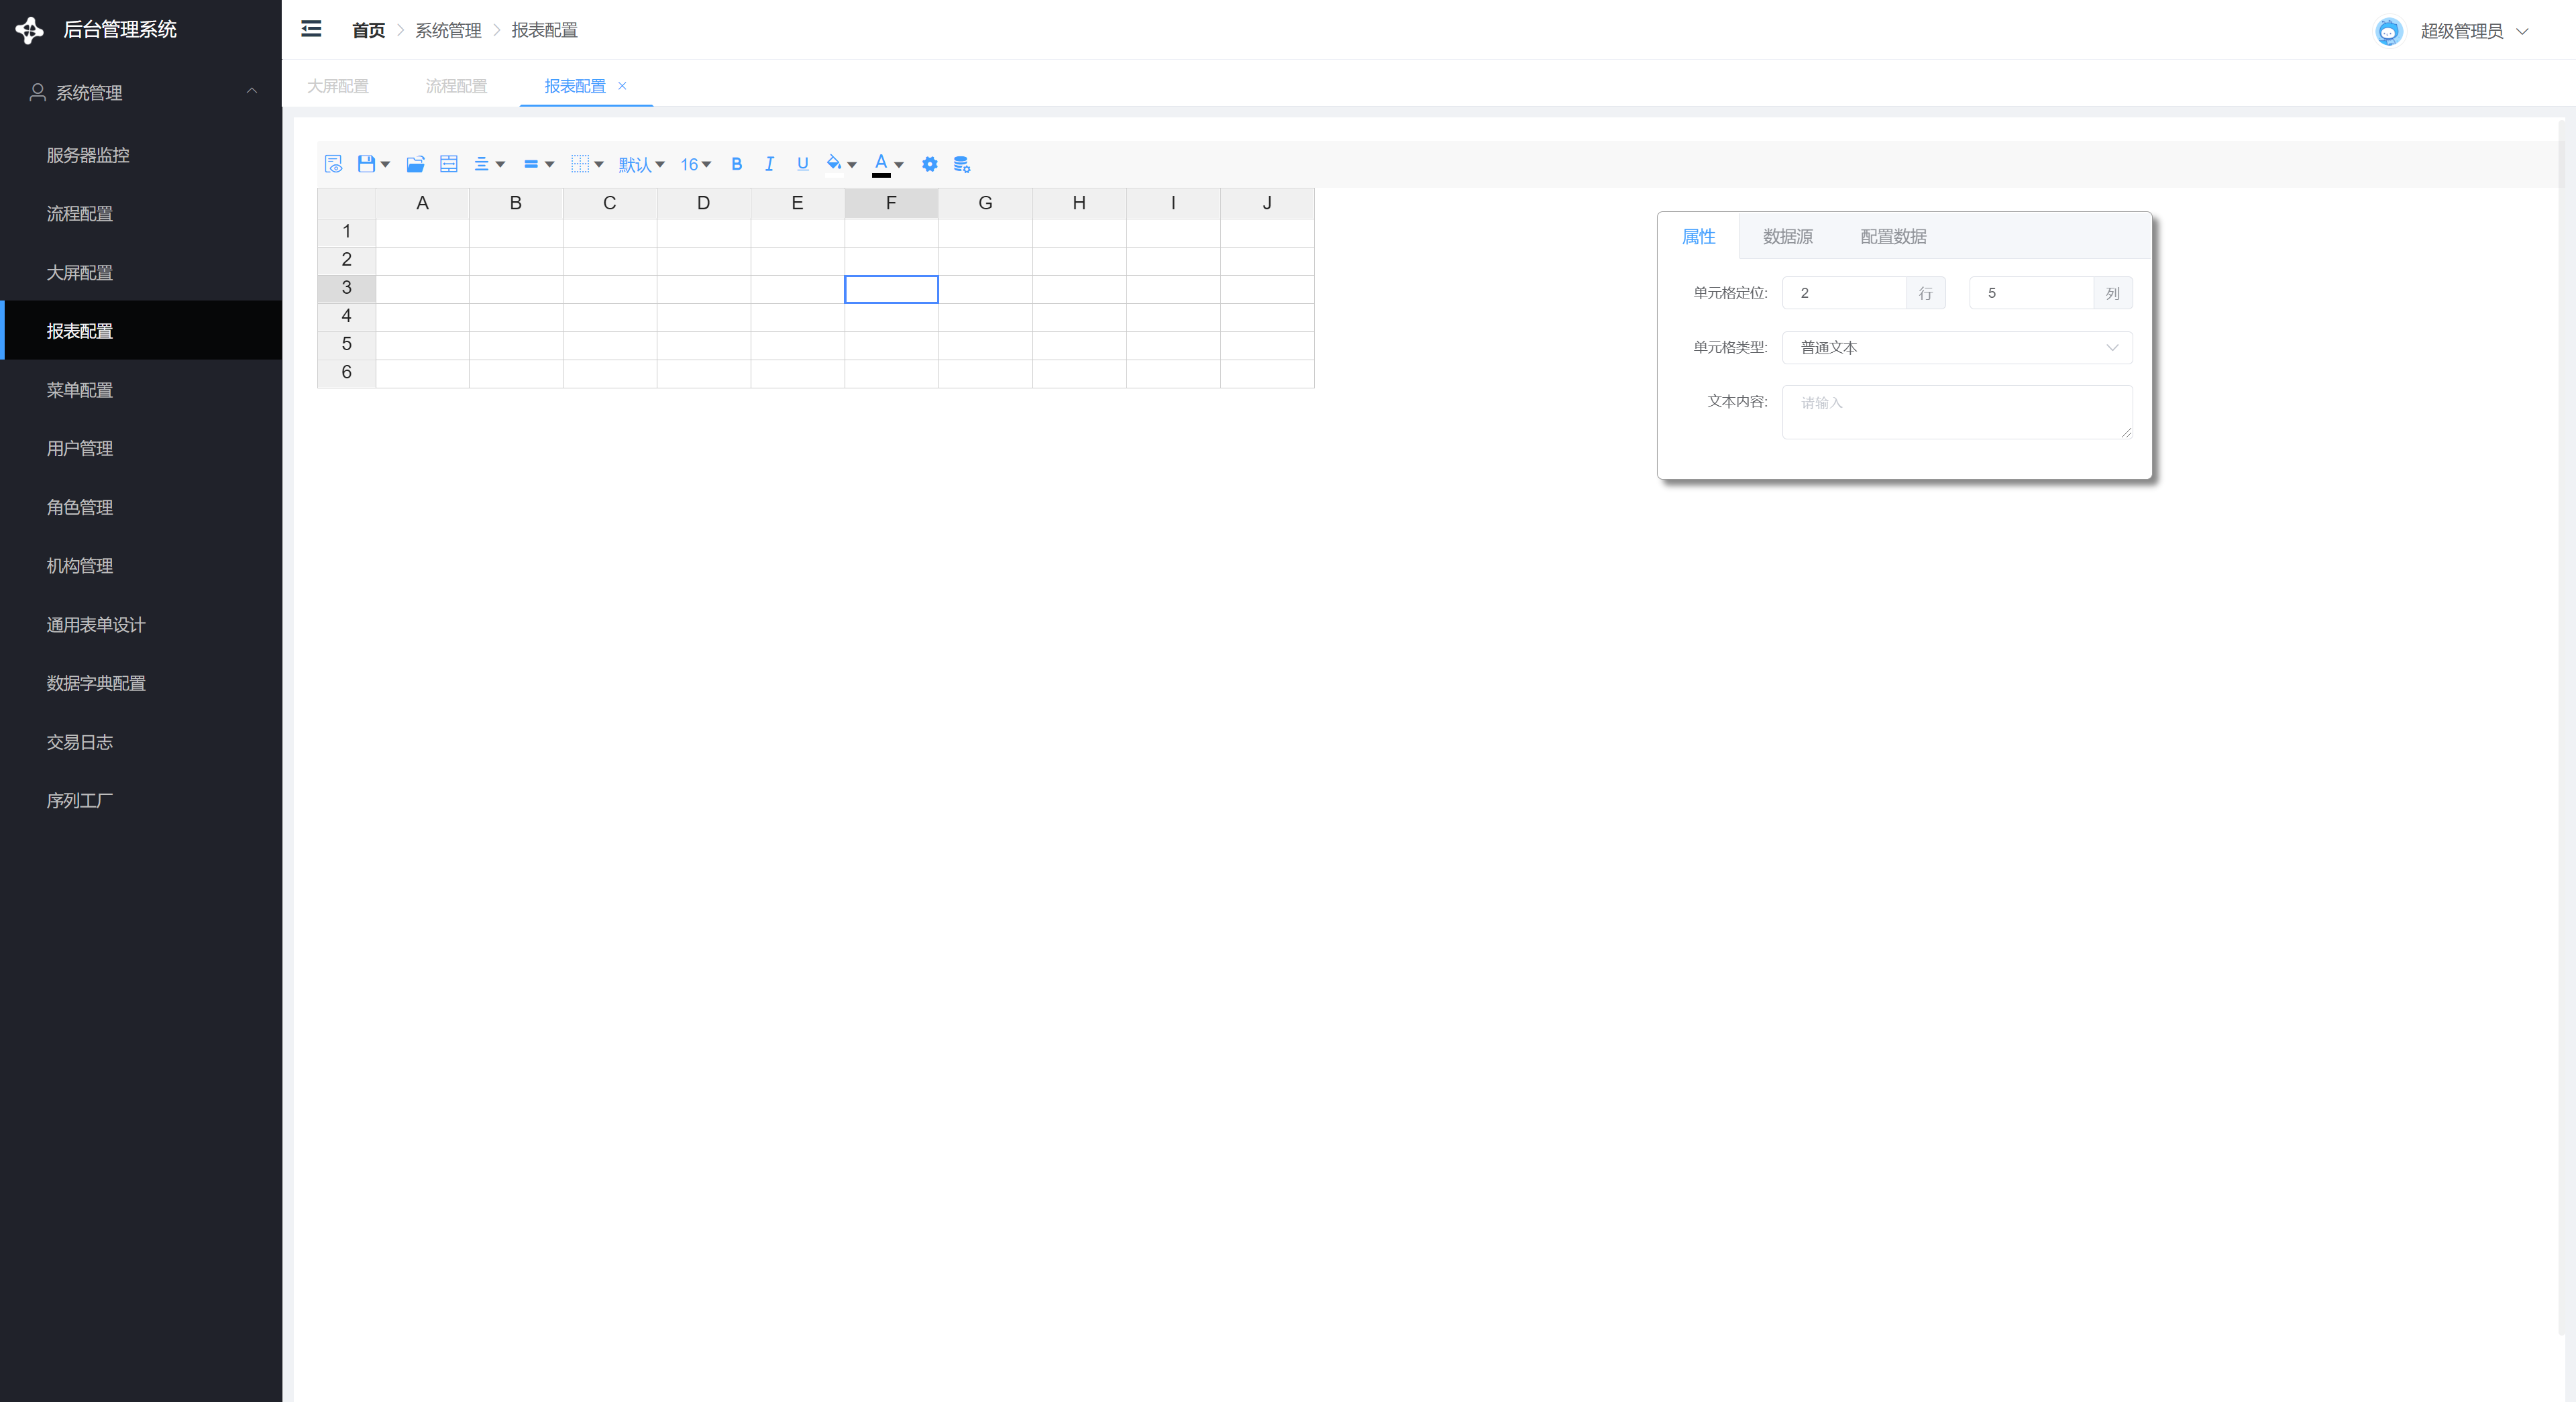 后台管理系统
首页 系统管理 报表配置
超级管理员
系统管理
服务器监控
流程配置
大屏配置
报表配置
菜单配置
用户管理
角色管理
机构管理
通用表单设计
数据字典配置
交易日志
序列工厂
大屏配置 流程配置 报表配置
默认 16 B I U A
A B C D E F G H I J
1
2
3
4
5
6
属性 数据源 配置数据
单元格定位: 2 行 5 列
单元格类型: 普通文本
文本内容: 请输入